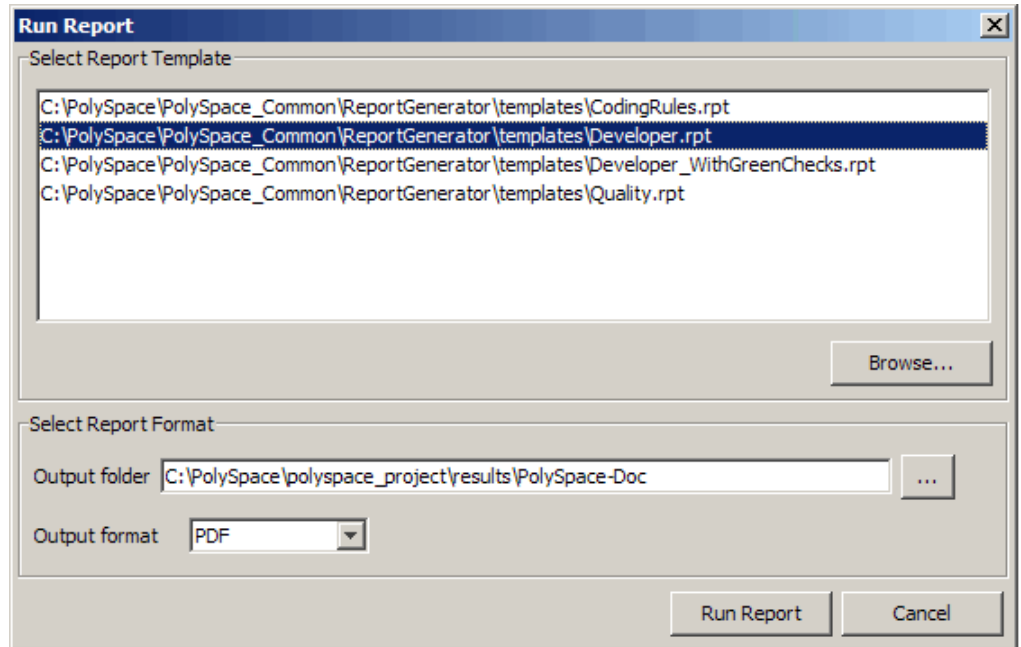 Run Report
Select Report Template
C:\PolySpace\PolySpace_Common\ReportGenerator\templates\CodingRules.rpt
C:\PolySpace\PolySpace_Common\ReportGenerator\templates\Developer.rpt
C:\PolySpace\PolySpace_Common\ReportGenerator\templates\Developer_WithGreenChecks.rpt
C:\PolySpace\PolySpace_Common\ReportGenerator\templates\Quality.rpt
Browse...
Select Report Format
Output folder C:\PolySpace\polyspace_project\results\PolySpace-Doc ...
Output format PDF
Run Report Cancel